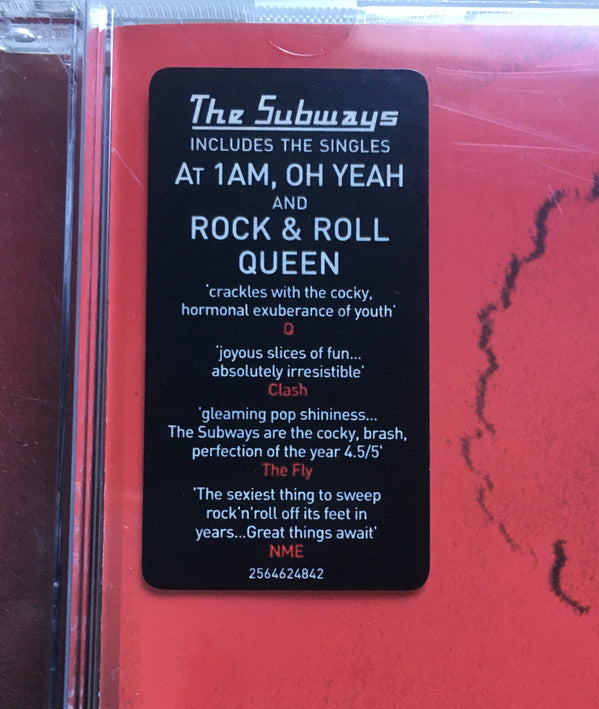 The Subways
INCLUDES THE SINGLES
AT 1AM, OH YEAH
AND
ROCK & ROLL
QUEEN
'crackles with the cocky,
hormonal exuberance of youth'
Q
'joyous slices of fun...
absolutely irresistible'
Clash
'gleaming pop shininess...
The Subways are the cocky, brash,
perfection of the year 4.5/5'
The Fly
'The sexiest thing to sweep
rock'n'roll off its feet in
years...Great things await'
NME
2564624842